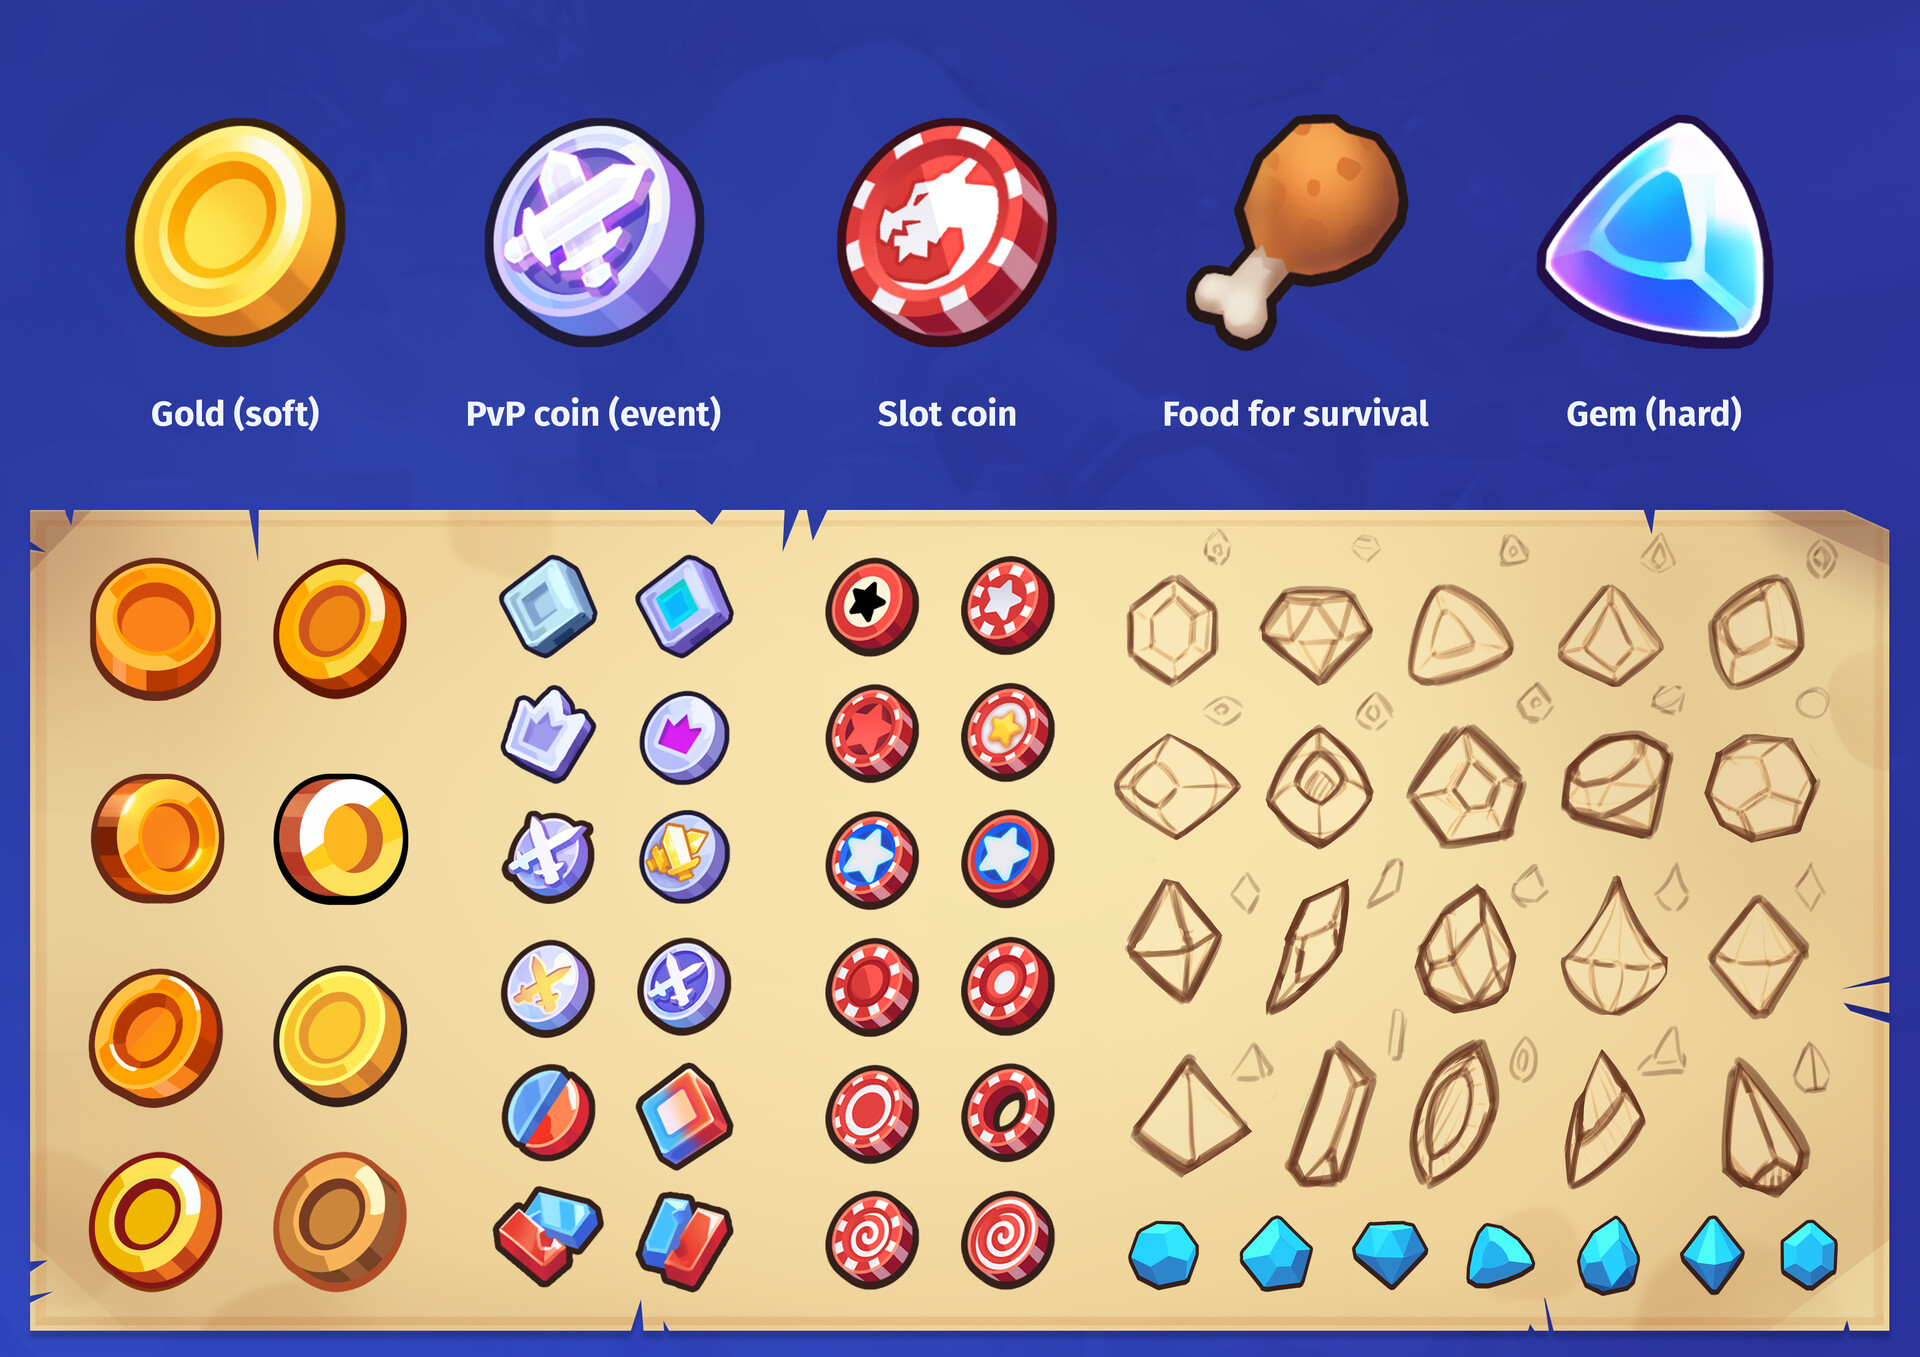 Gold (soft)
PvP coin (event)
Slot coin
Food for survival
Gem (hard)